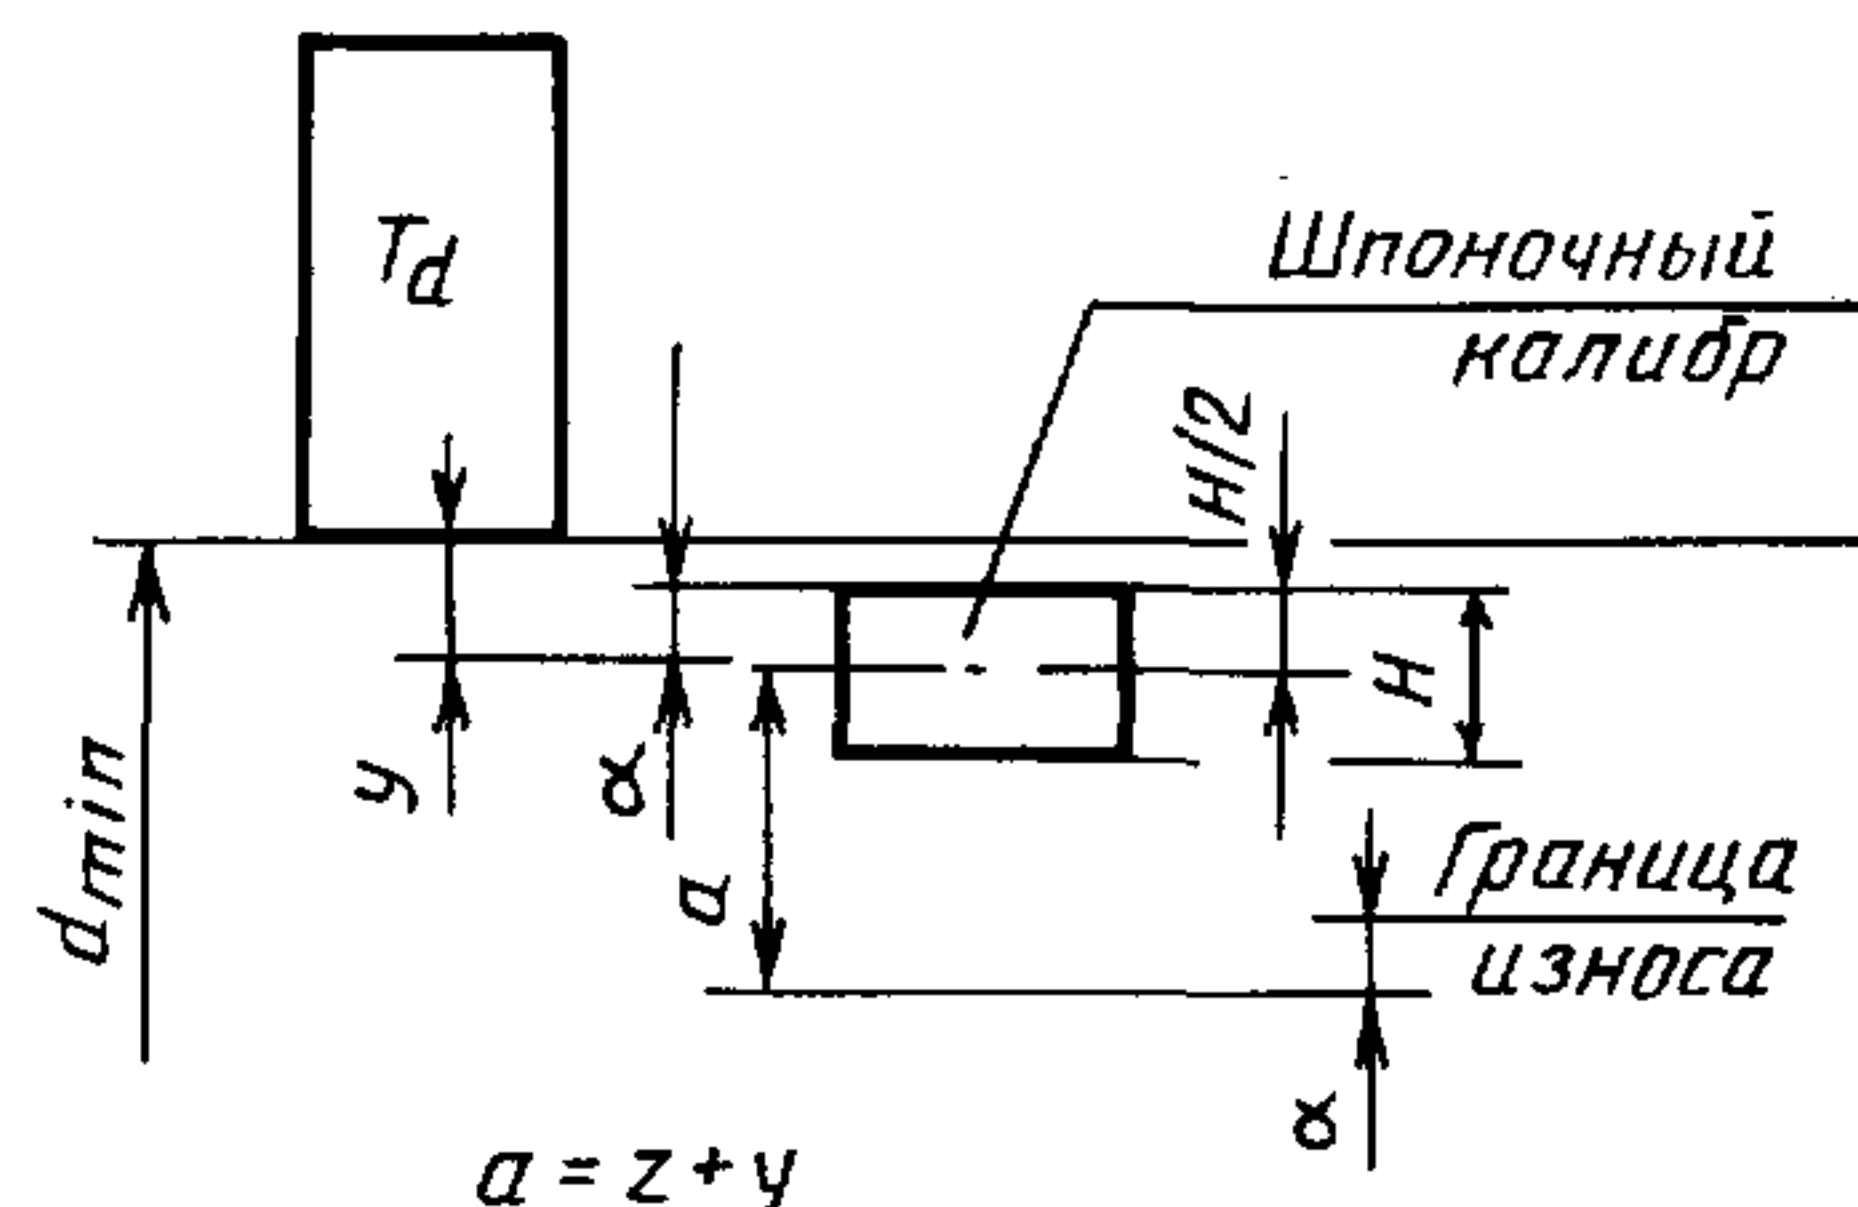 T_d
Шпоночный
калибр
H/2
H
y
α
a
d_min
Граница
износа
α
a = z + y